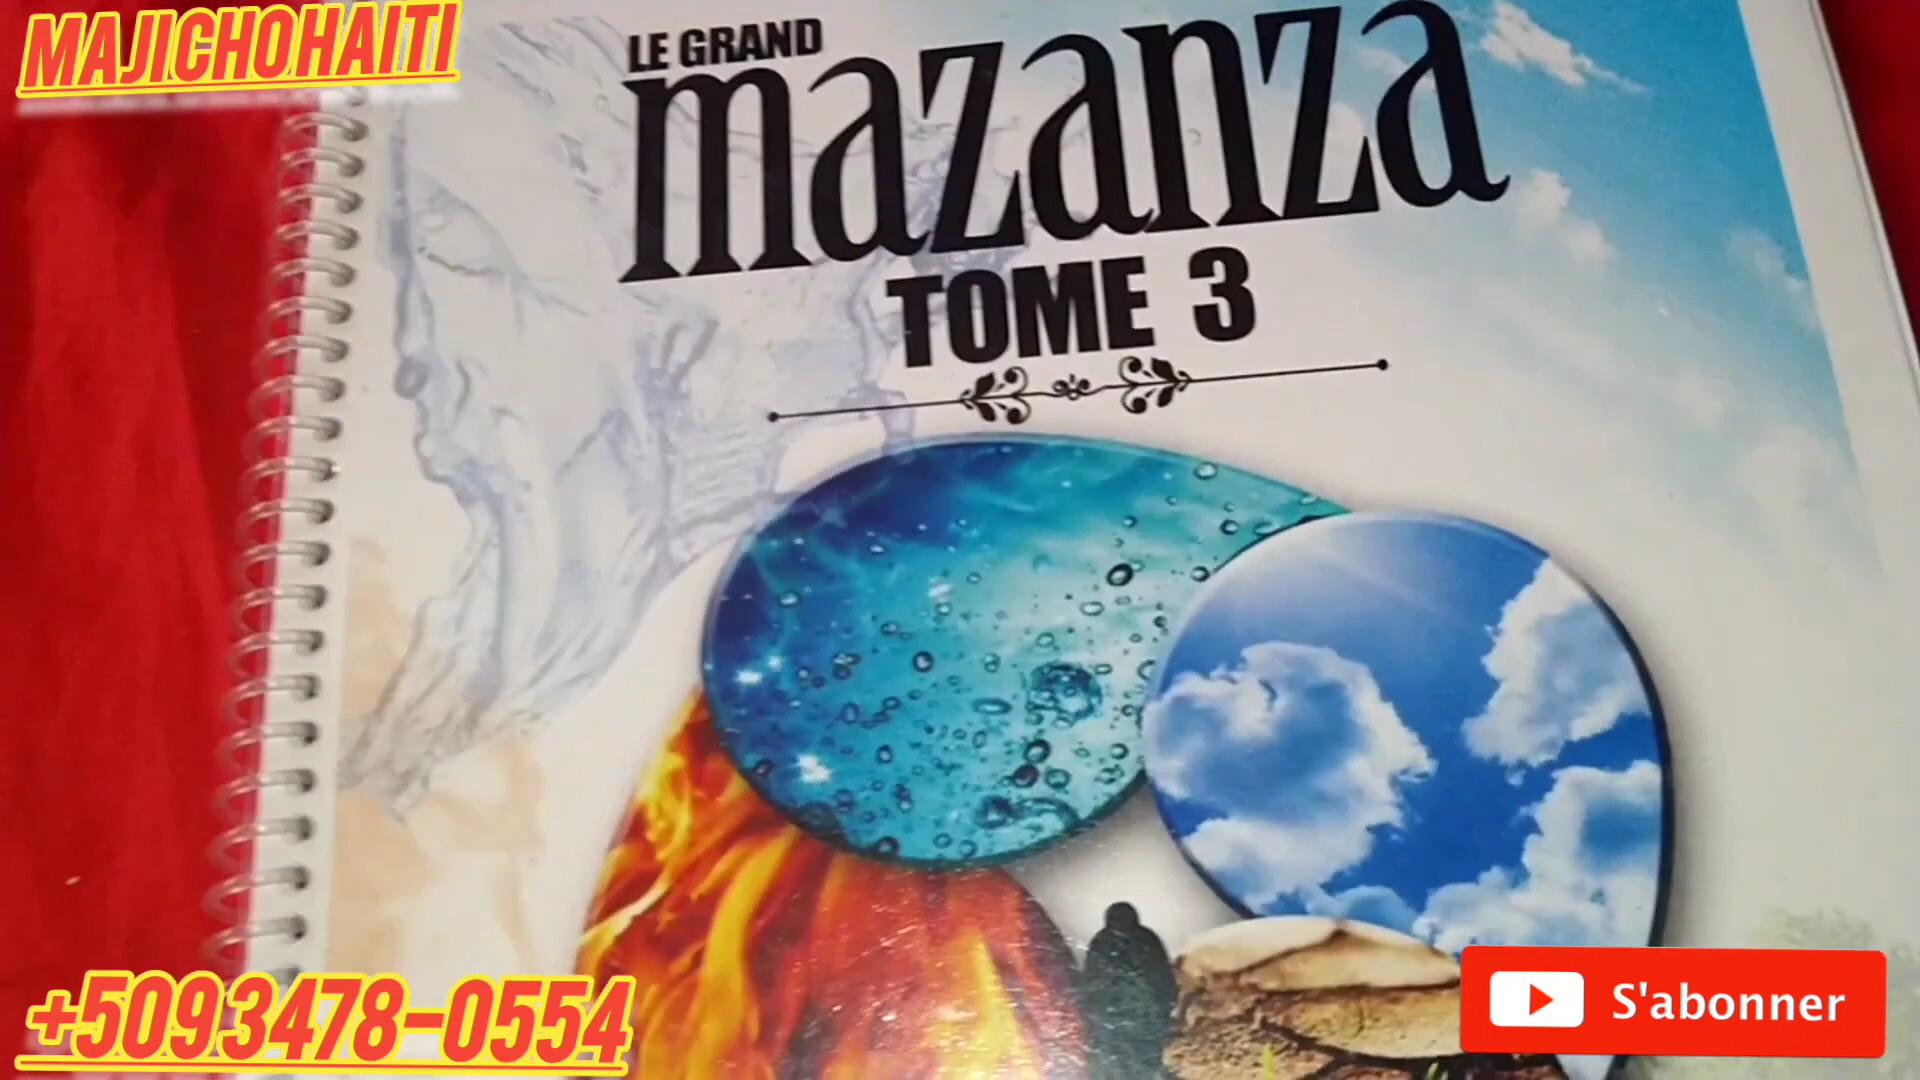 MAJICHOHAITI
LE GRAND
mazanza
TOME 3
+5093478-0554
S'abonner